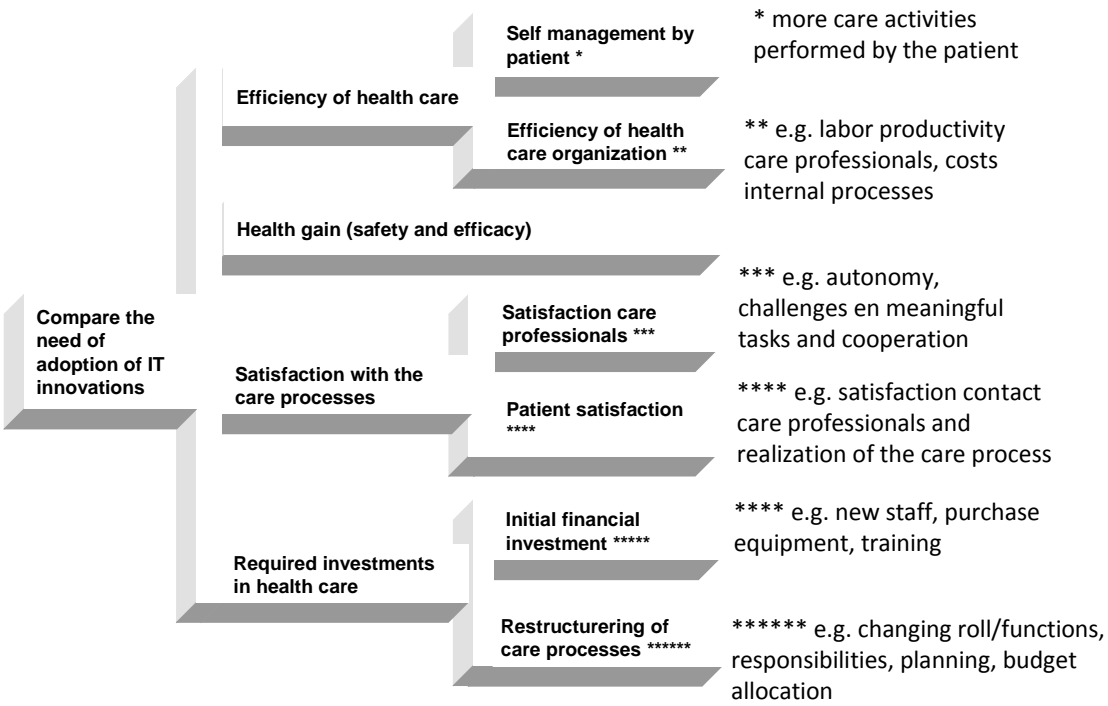 Self management by
patient *
* more care activities
performed by the patient
Efficiency of health care
Efficiency of health
care organization **
** e.g. labor productivity
care professionals, costs
internal processes
Health gain (safety and efficacy)
Compare the
need of
adoption of IT
innovations
Satisfaction care
professionals ***
*** e.g. autonomy,
challenges en meaningful
tasks and cooperation
Satisfaction with the
care processes
Patient satisfaction
****
**** e.g. satisfaction contact
care professionals and
realization of the care process
Initial financial
investment *****
**** e.g. new staff, purchase
equipment, training
Required investments
in health care
Restructurering of
care processes ******
****** e.g. changing roll/functions,
responsibilities, planning, budget
allocation